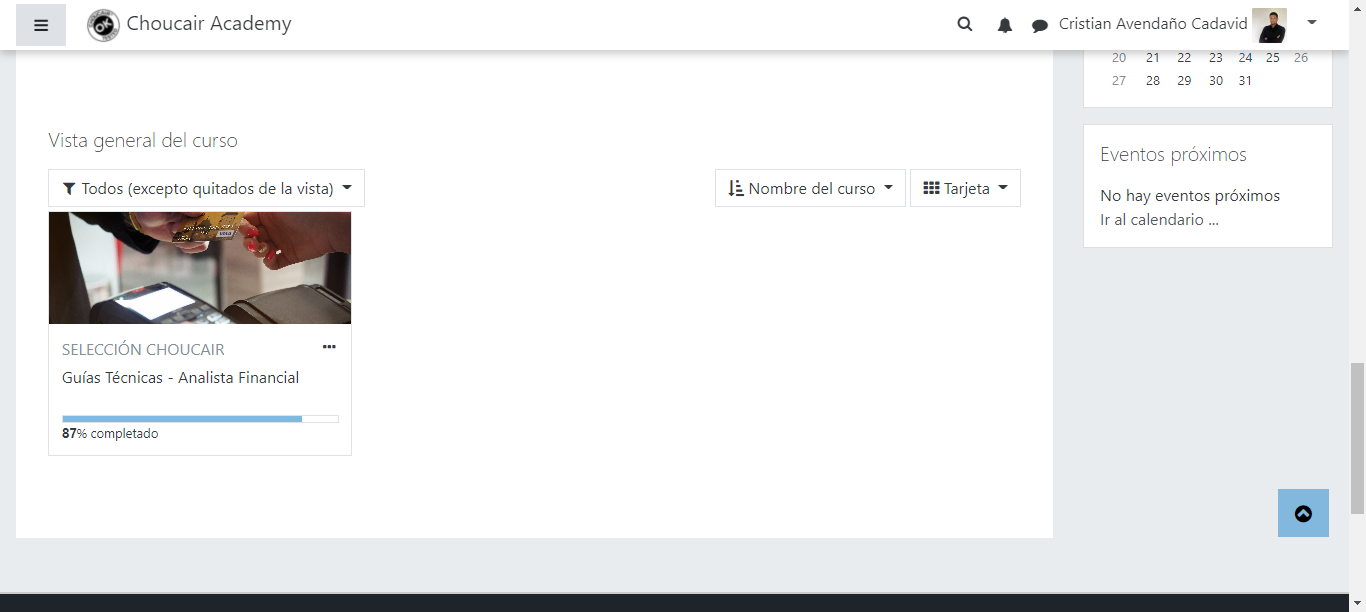 Choucair Academy
Cristian Avendaño Cadavid
20 21 22 23 24 25 26
27 28 29 30 31
Vista general del curso
Todos (excepto quitados de la vista)
Nombre del curso
Tarjeta
SELECCIÓN CHOUCAIR
Guías Técnicas - Analista Financial
87% completado
Eventos próximos
No hay eventos próximos
Ir al calendario ...